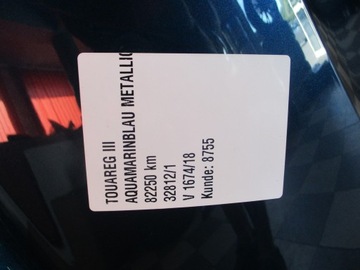 TOUAREG III
AQUAMARINBLAU METALLIC
82250 km
32812/1
V 1674/18
Kunde: 8755